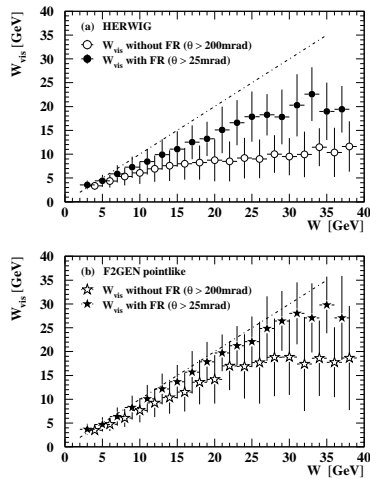 W_vis [GeV]
40
35
30
25
20
15
10
5
0
(a) HERWIG
W_vis without FR (θ > 200mrad)
W_vis with FR (θ > 25mrad)
0 5 10 15 20 25 30 35 40
W [GeV]
W_vis [GeV]
40
35
30
25
20
15
10
5
0
(b) F2GEN pointlike
W_vis without FR (θ > 200mrad)
W_vis with FR (θ > 25mrad)
0 5 10 15 20 25 30 35 40
W [GeV]